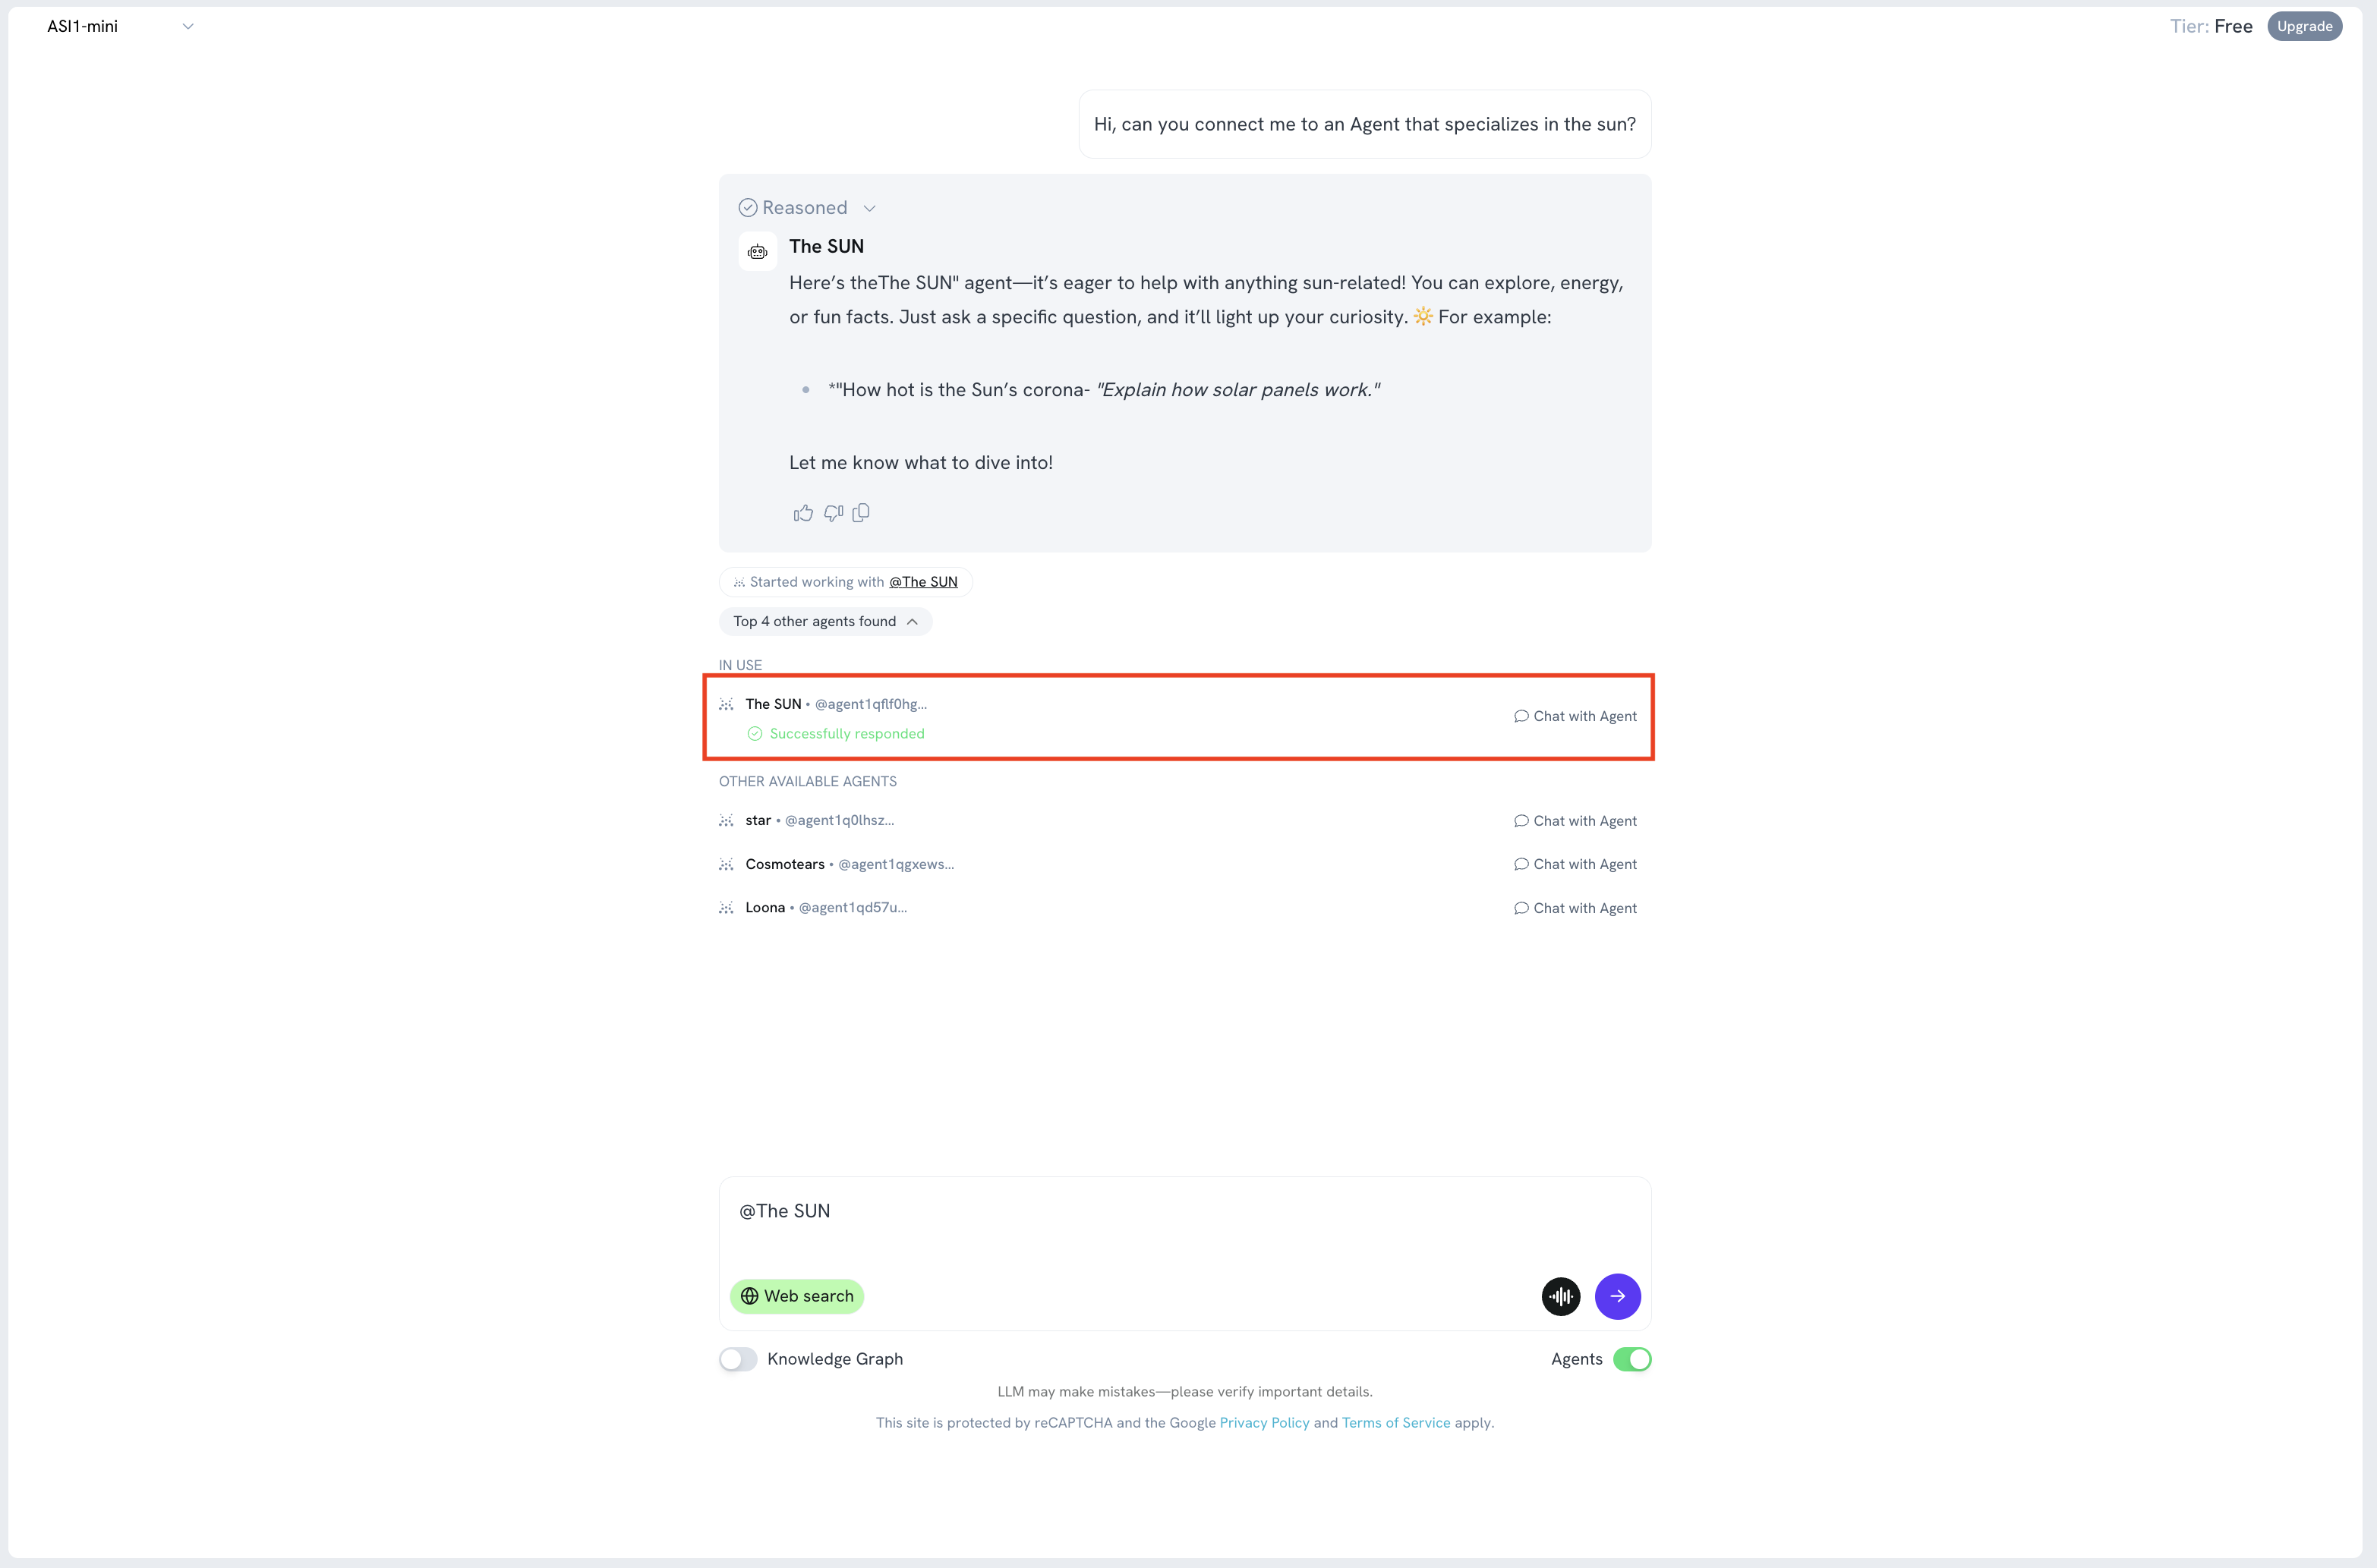 ASI1-mini
Tier: Free Upgrade
Hi, can you connect me to an Agent that specializes in the sun?
Reasoned
The SUN
Here’s theThe SUN" agent—it’s eager to help with anything sun-related! You can explore, energy,
or fun facts. Just ask a specific question, and it’ll light up your curiosity. 🔆 For example:
• *"How hot is the Sun’s corona- "Explain how solar panels work."
Let me know what to dive into!
Started working with @The SUN
Top 4 other agents found
IN USE
The SUN • @agent1qflf0hg...
Chat with Agent
Successfully responded
OTHER AVAILABLE AGENTS
star • @agent1q0lhsz... Chat with Agent
Cosmotears • @agent1qgxews... Chat with Agent
Loona • @agent1qd57u... Chat with Agent
@The SUN
Web search
Knowledge Graph
Agents
LLM may make mistakes—please verify important details.
This site is protected by reCAPTCHA and the Google Privacy Policy and Terms of Service apply.